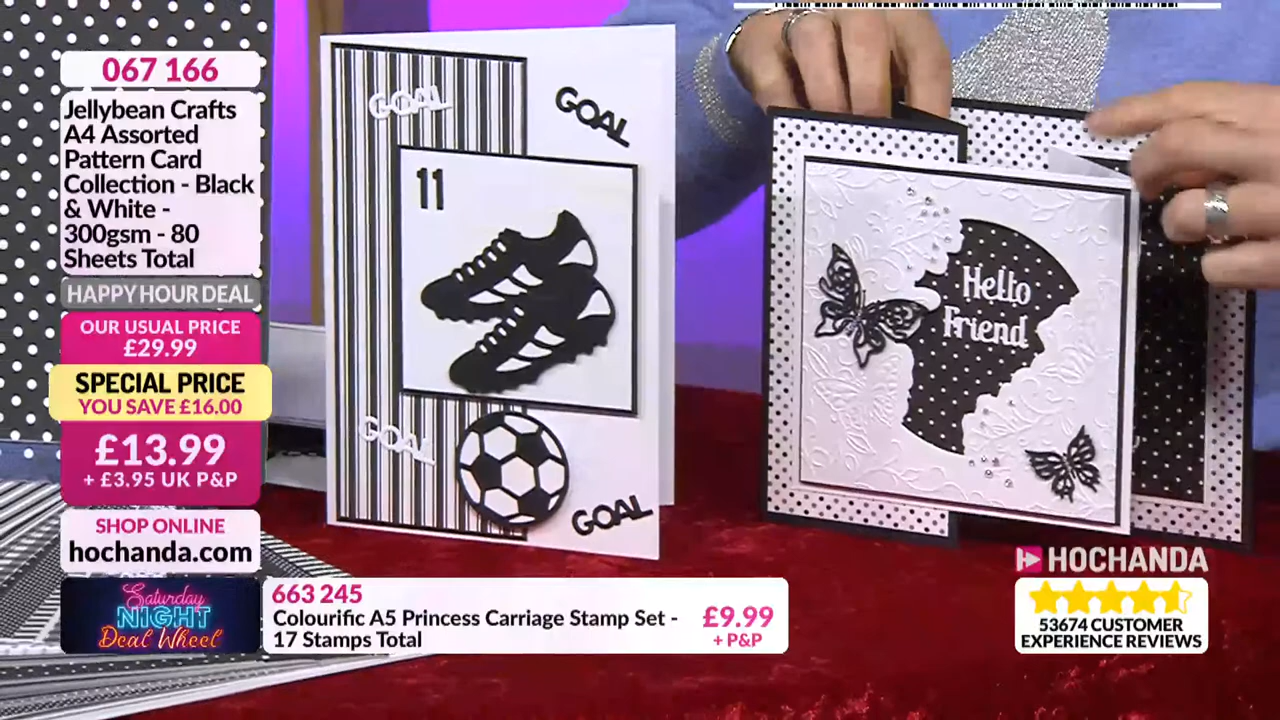 067 166
Jellybean Crafts
A4 Assorted
Pattern Card
Collection - Black
& White -
300gsm - 80
Sheets Total
HAPPY HOUR DEAL
OUR USUAL PRICE
£29.99
SPECIAL PRICE
YOU SAVE £16.00
£13.99
+ £3.95 UK P&P
SHOP ONLINE
hochanda.com
Saturday
NIGHT
Deal Wheel
663 245
Colourific A5 Princess Carriage Stamp Set -
17 Stamps Total
£9.99
+ P&P
GOAL
GOAL
11
GOAL
GOAL
Hello
Friend
HOCHANDA
53674 CUSTOMER
EXPERIENCE REVIEWS